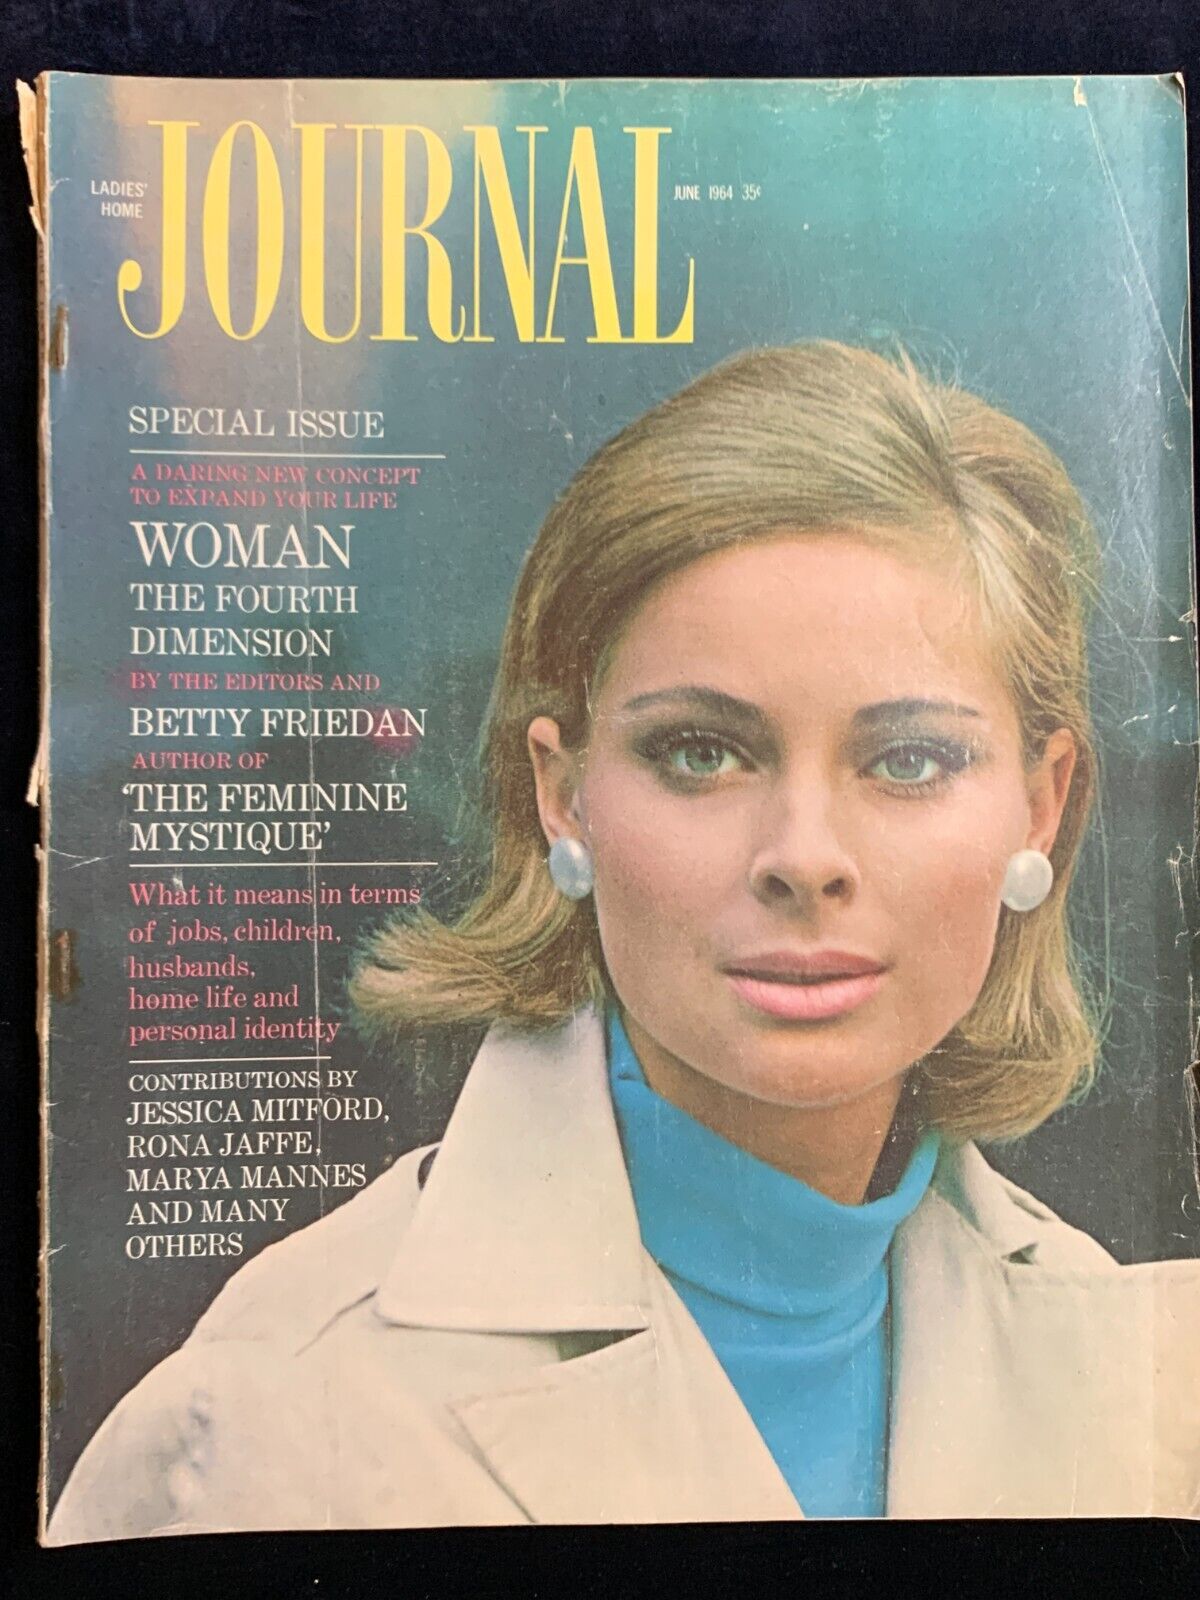 LADIES'
HOME
JOURNAL
JUNE 1964 35¢
SPECIAL ISSUE
A DARING NEW CONCEPT
TO EXPAND YOUR LIFE
WOMAN
THE FOURTH
DIMENSION
BY THE EDITORS AND
BETTY FRIEDAN
AUTHOR OF
'THE FEMININE
MYSTIQUE'
What it means in terms
of jobs, children,
husbands,
home life and
personal identity
CONTRIBUTIONS BY
JESSICA MITFORD,
RONA JAFFE,
MARYA MANNES
AND MANY
OTHERS